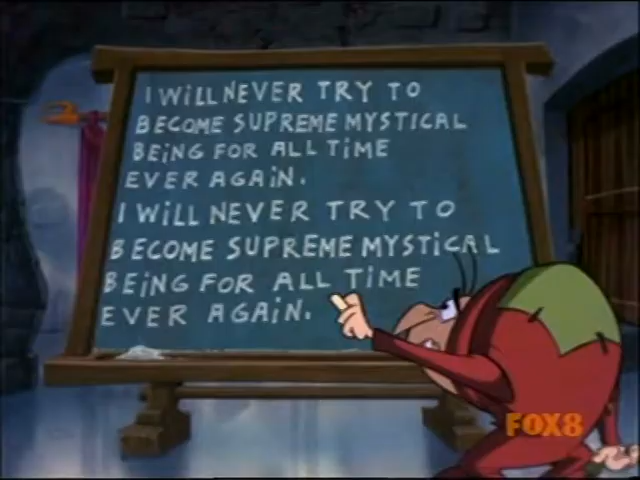 I WILL NEVER TRY TO
BECOME SUPREME MYSTICAL
BEING FOR ALL TIME
EVER AGAIN.
I WILL NEVER TRY TO
BECOME SUPREME MYSTICAL
BEING FOR ALL TIME
EVER AGAIN.
FOX8